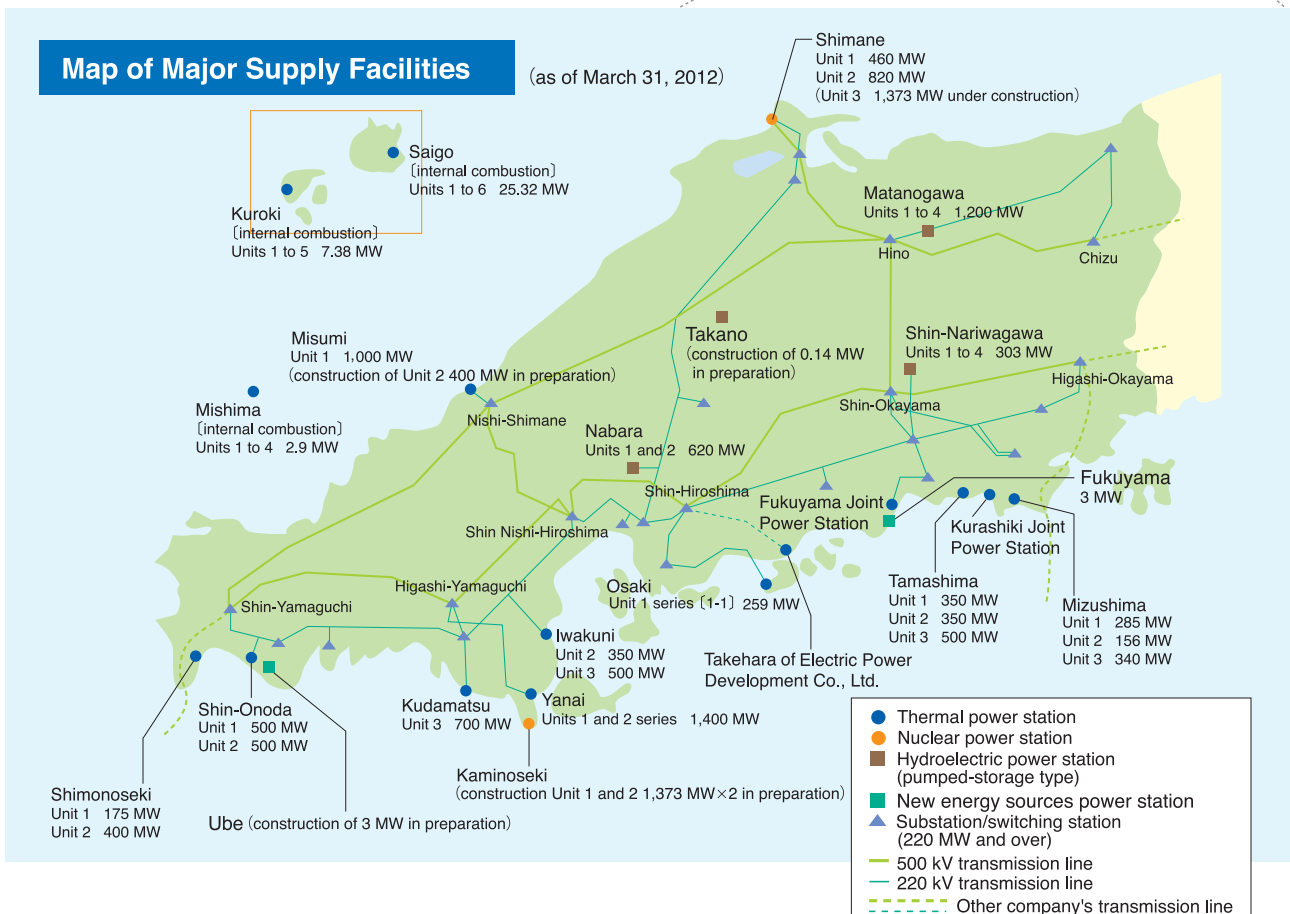 Map of Major Supply Facilities
(as of March 31, 2012)
Shimane
Unit 1 460 MW
Unit 2 820 MW
(Unit 3 1,373 MW under construction)
Saigo
〔internal combustion〕
Units 1 to 6 25.32 MW
Kuroki
〔internal combustion〕
Units 1 to 5 7.38 MW
Matanogawa
Units 1 to 4 1,200 MW
Hino
Chizu
Misumi
Unit 1 1,000 MW
(construction of Unit 2 400 MW in preparation)
Takano
(construction of 0.14 MW
in preparation)
Shin-Nariwagawa
Units 1 to 4 303 MW
Higashi-Okayama
Shin-Okayama
Mishima
〔internal combustion〕
Units 1 to 4 2.9 MW
Nishi-Shimane
Nabara
Units 1 and 2 620 MW
Shin-Hiroshima
Fukuyama Joint
Power Station
Fukuyama
3 MW
Kurashiki Joint
Power Station
Shin Nishi-Hiroshima
Higashi-Yamaguchi
Shin-Yamaguchi
Osaki
Unit 1 series〔1-1〕259 MW
Tamashima
Unit 1 350 MW
Unit 2 350 MW
Unit 3 500 MW
Mizushima
Unit 1 285 MW
Unit 2 156 MW
Unit 3 340 MW
Iwakuni
Unit 2 350 MW
Unit 3 500 MW
Takehara of Electric Power
Development Co., Ltd.
Shin-Onoda
Unit 1 500 MW
Unit 2 500 MW
Kudamatsu
Unit 3 700 MW
Yanai
Units 1 and 2 series 1,400 MW
Kaminoseki
(construction Unit 1 and 2 1,373 MW×2 in preparation)
Shimonoseki
Unit 1 175 MW
Unit 2 400 MW
Ube (construction of 3 MW in preparation)
Thermal power station
Nuclear power station
Hydroelectric power station
(pumped-storage type)
New energy sources power station
Substation/switching station
(220 MW and over)
500 kV transmission line
220 kV transmission line
Other company's transmission line